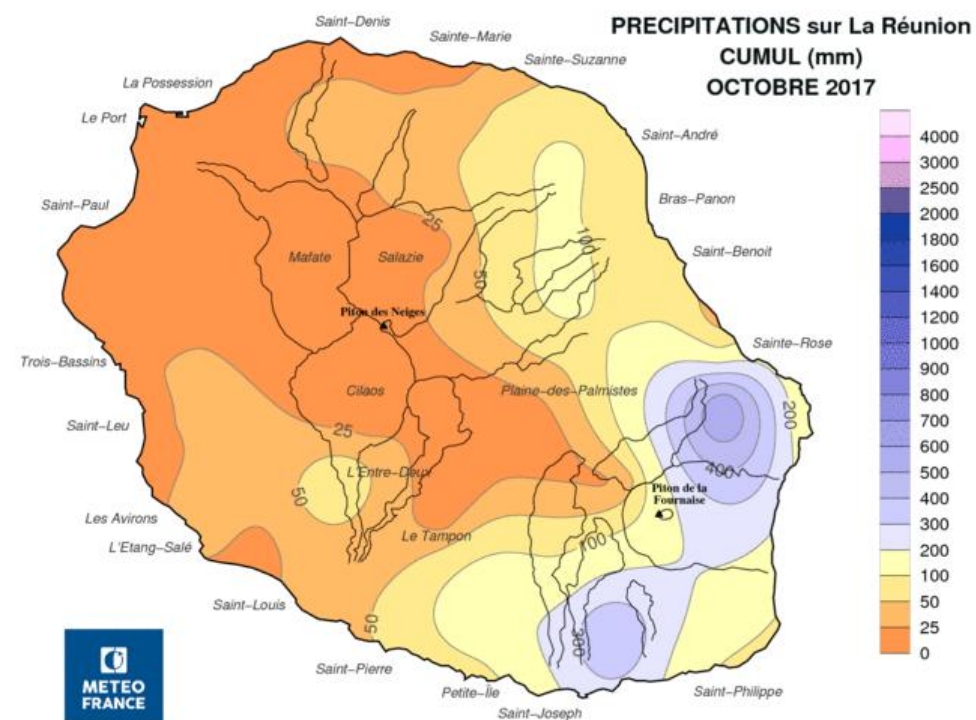 PRECIPITATIONS sur La Réunion
CUMUL (mm)
OCTOBRE 2017
Saint-Denis
Sainte-Marie
Sainte-Suzanne
La Possession
Le Port
Saint-André
Saint-Paul
Bras-Panon
25
100
Saint-Benoit
Mafate
Salazie
50
Piton des Neiges
Sainte-Rose
Trois-Bassins
Cilaos
Plaine-des-Palmistes
200
Saint-Leu
25
L'Entre-Deux
400
50
Piton de la
Fournaise
Les Avirons
Le Tampon
100
L'Etang-Salé
Saint-Louis
50
300
Saint-Pierre
Petite-Île
Saint-Philippe
Saint-Joseph
4000
3000
2500
2000
1800
1600
1400
1200
1000
900
800
700
600
500
400
300
200
100
50
25
0
METEO
FRANCE